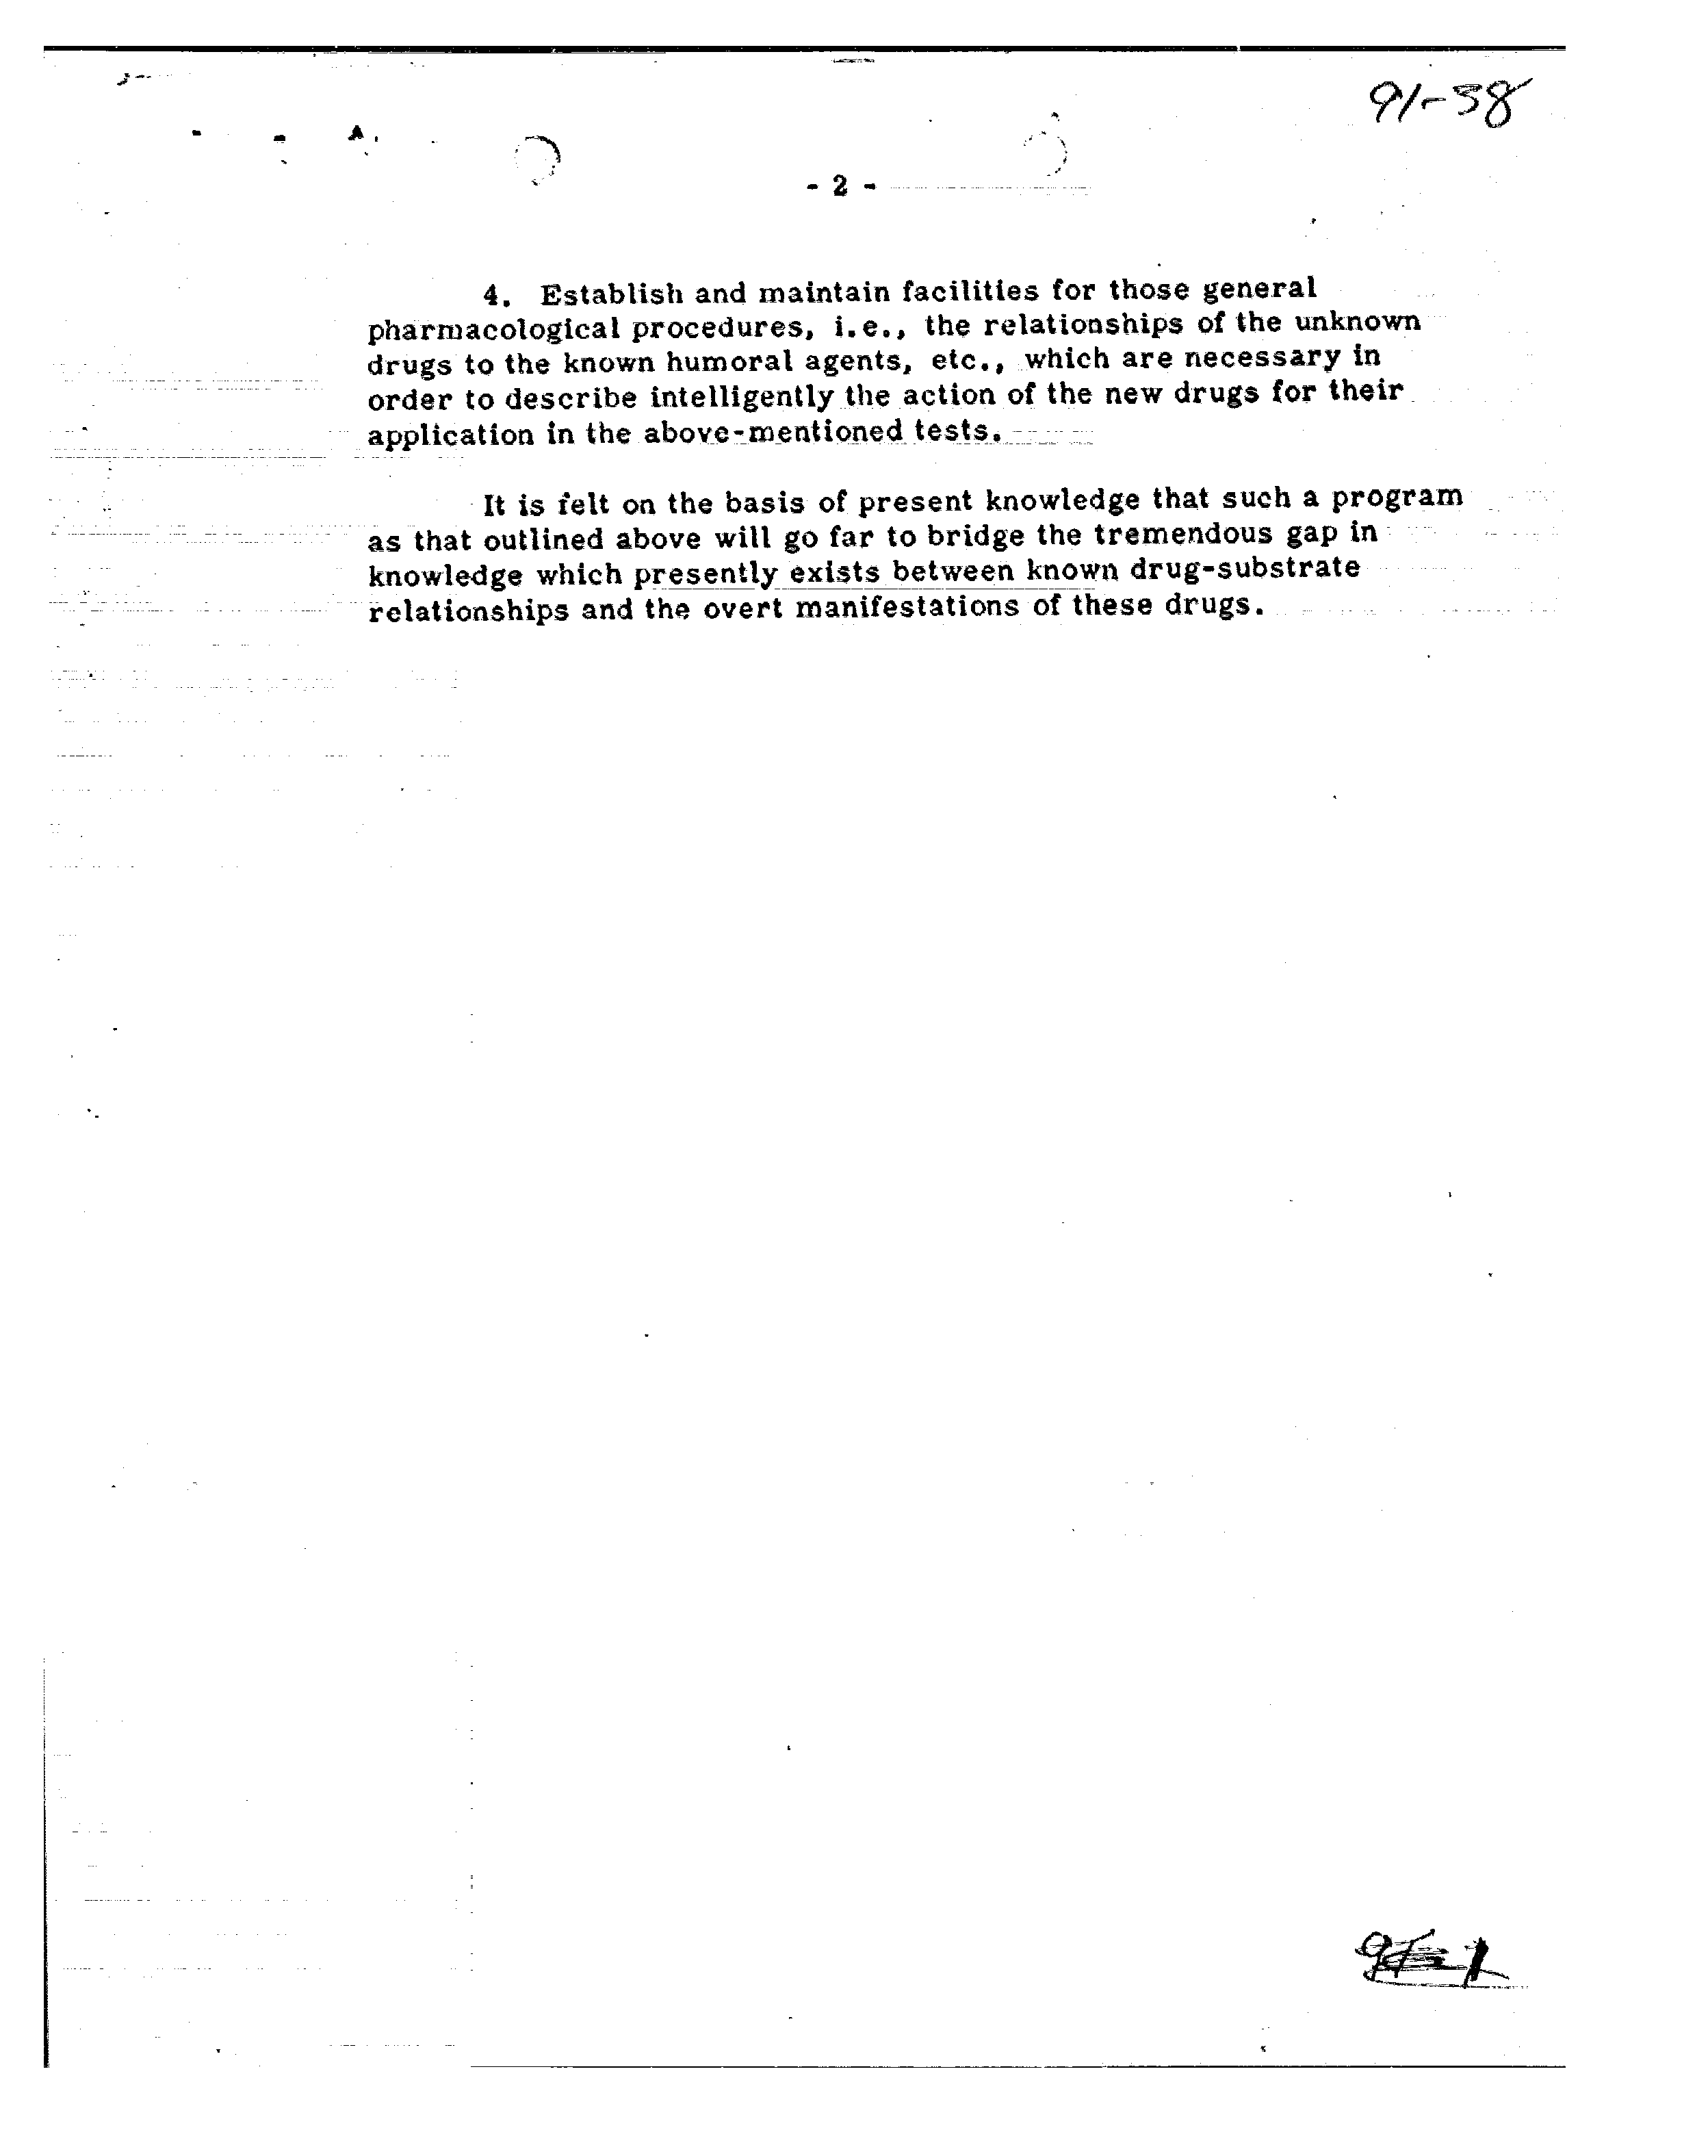 91-38
- 2 -
4. Establish and maintain facilities for those general
pharmacological procedures, i.e., the relationships of the unknown
drugs to the known humoral agents, etc., which are necessary in
order to describe intelligently the action of the new drugs for their
application in the above-mentioned tests.
It is felt on the basis of present knowledge that such a program
as that outlined above will go far to bridge the tremendous gap in
knowledge which presently exists between known drug-substrate
relationships and the overt manifestations of these drugs.